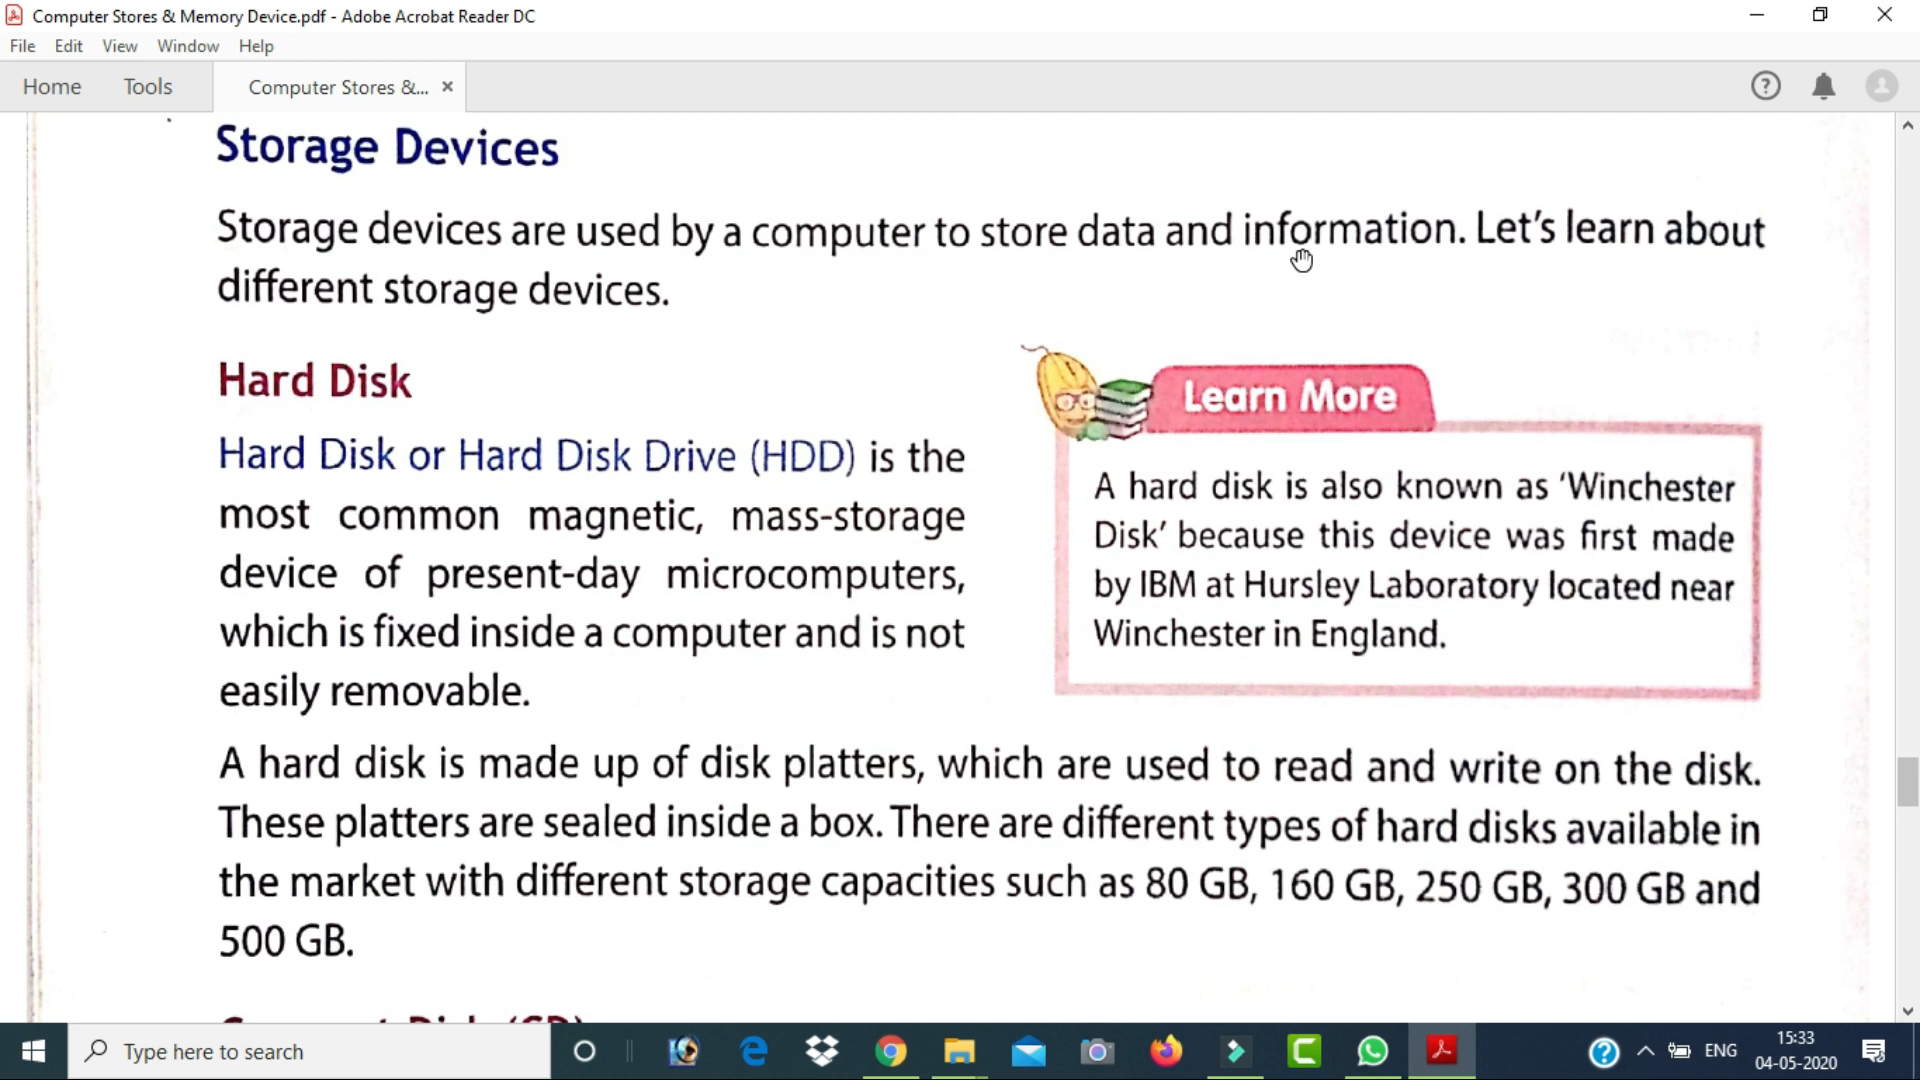 Computer Stores & Memory Device.pdf - Adobe Acrobat Reader DC
File Edit View Window Help
Home Tools Computer Stores &... ×
Storage Devices
Storage devices are used by a computer to store data and information. Let's learn about
different storage devices.
Hard Disk
Hard Disk or Hard Disk Drive (HDD) is the
most common magnetic, mass-storage
device of present-day microcomputers,
which is fixed inside a computer and is not
easily removable.
Learn More
A hard disk is also known as 'Winchester
Disk' because this device was first made
by IBM at Hursley Laboratory located near
Winchester in England.
A hard disk is made up of disk platters, which are used to read and write on the disk.
These platters are sealed inside a box. There are different types of hard disks available in
the market with different storage capacities such as 80 GB, 160 GB, 250 GB, 300 GB and
500 GB.
Type here to search
ENG
15:33
04-05-2020